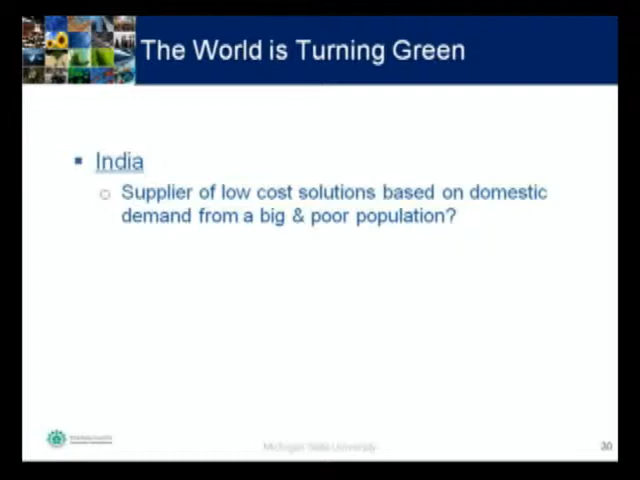 The World is Turning Green
India
Supplier of low cost solutions based on domestic
demand from a big & poor population?
Michigan State University
30